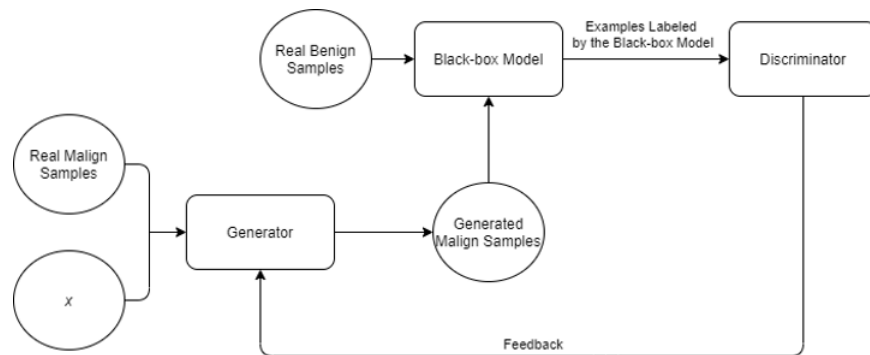 Real Benign
Samples
Black-box Model
Examples Labeled
by the Black-box Model
Discriminator
Real Malign
Samples
Generator
Generated
Malign Samples
x
Feedback